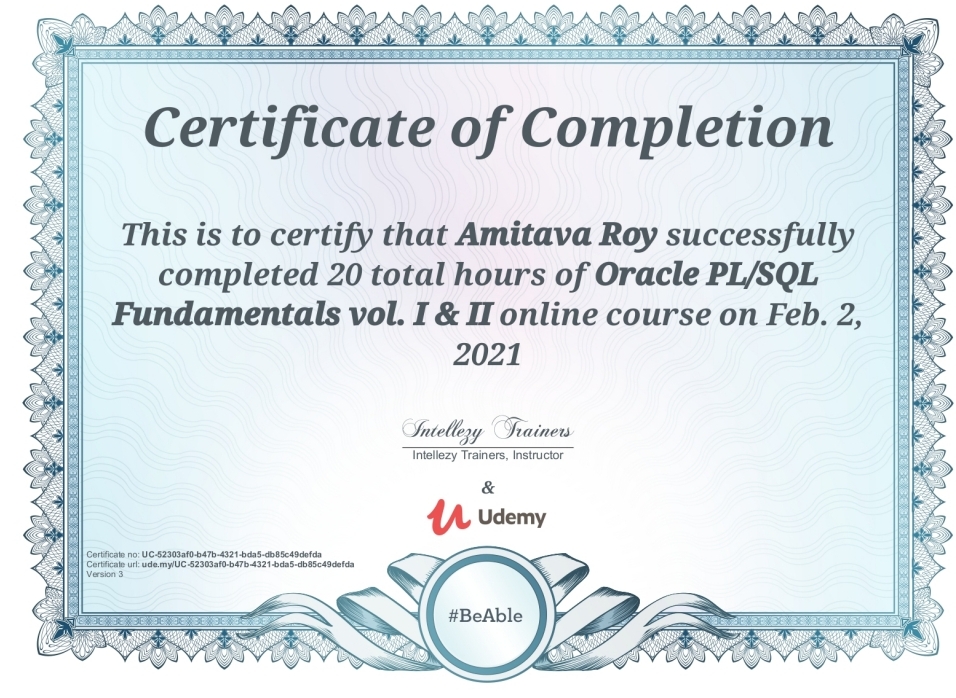 Certificate of Completion
This is to certify that Amitava Roy successfully
completed 20 total hours of Oracle PL/SQL
Fundamentals vol. I & II online course on Feb. 2,
2021
Intellezy Trainers
Intellezy Trainers, Instructor
&
Udemy
Certificate no: UC-52303af0-b47b-4321-bda5-db85c49defda
Certificate url: ude.my/UC-52303af0-b47b-4321-bda5-db85c49defda
Version 3
#BeAble